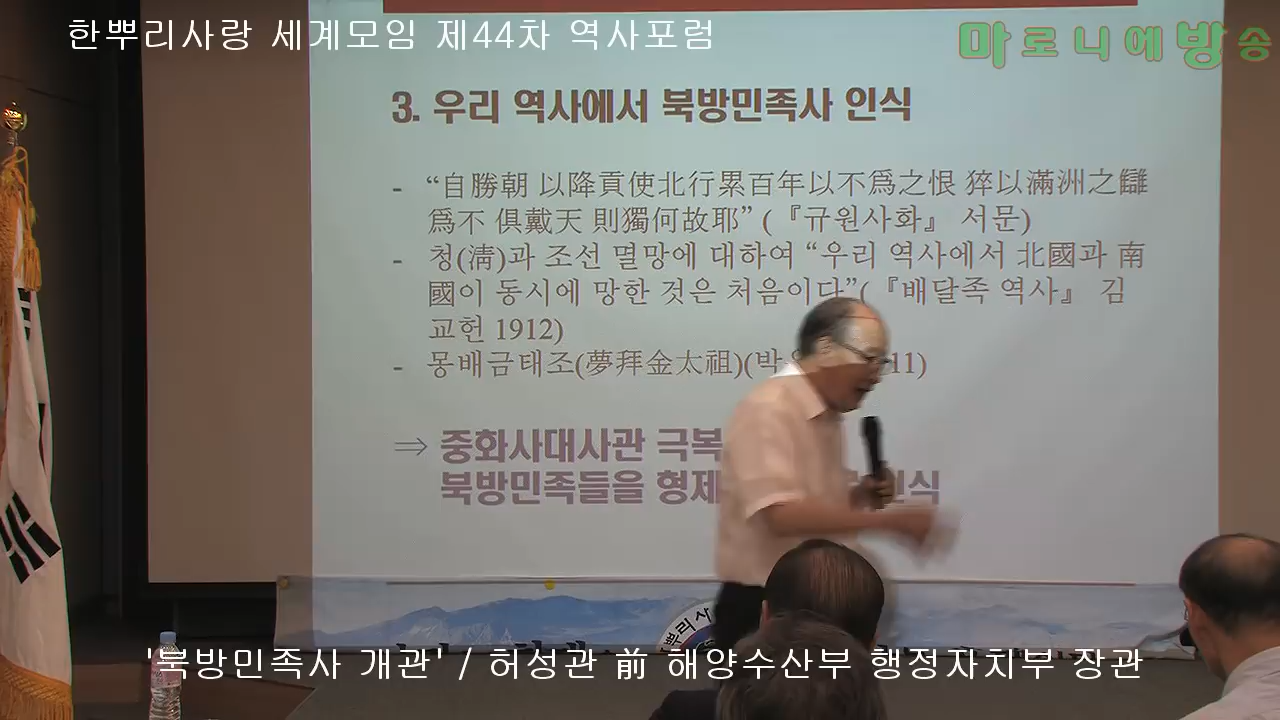 한뿌리사랑 세계모임 제44차 역사포럼
마로니에방송
3. 우리 역사에서 북방민족사 인식
- “自勝朝 以降貢使北行累百年以不爲之恨 猝以滿洲之讎
爲不 俱戴天 則獨何故耶” (『규원사화』 서문)
- 청(淸)과 조선 멸망에 대하여 “우리 역사에서 北國과 南
國이 동시에 망한 것은 처음이다”(『배달족 역사』 김
교헌 1912)
- 몽배금태조(夢拜金太祖)(박 11)
⇒ 중화사대사관 극복
북방민족들을 형제 인식
뿌리사
'북방민족사 개관' / 허성관 前 해양수산부 행정자치부 장관